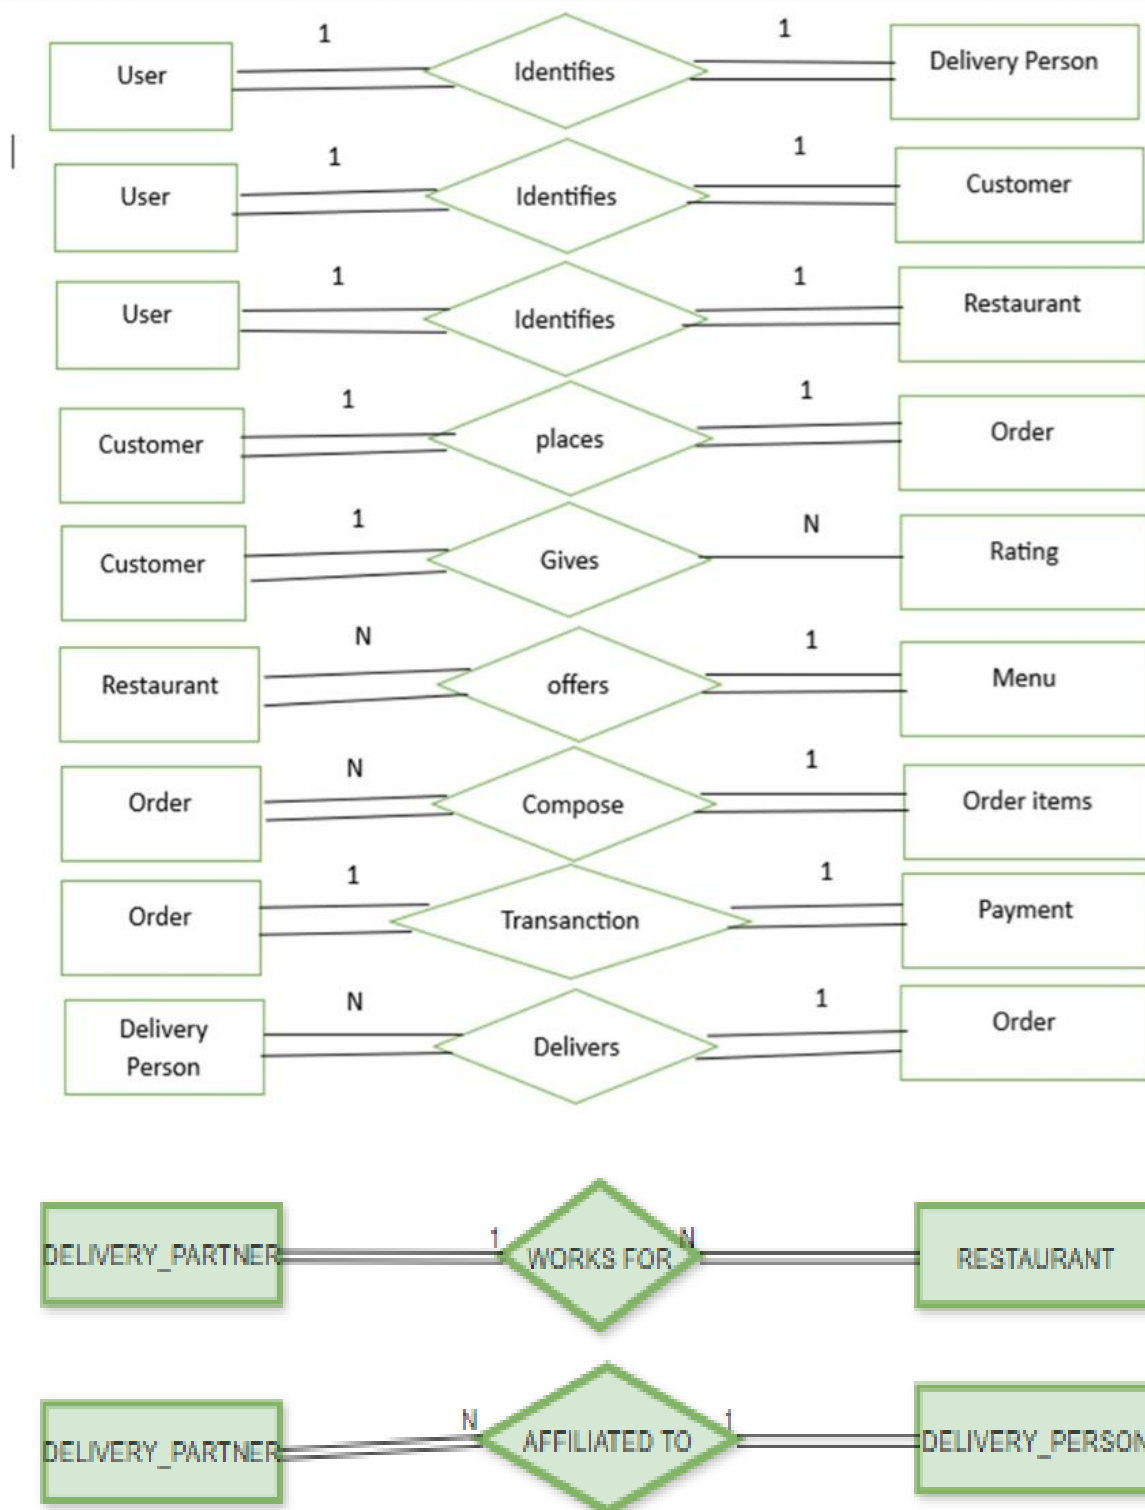 1 1
User Identifies Delivery Person
1 1
User Identifies Customer
1 1
User Identifies Restaurant
1 1
Customer places Order
1 N
Customer Gives Rating
N 1
Restaurant offers Menu
N 1
Order Compose Order items
1 1
Order Transanction Payment
N 1
Delivery
Person Delivers Order
1 N
DELIVERY_PARTNER WORKS FOR RESTAURANT
N 1
DELIVERY_PARTNER AFFILIATED TO DELIVERY_PERSON